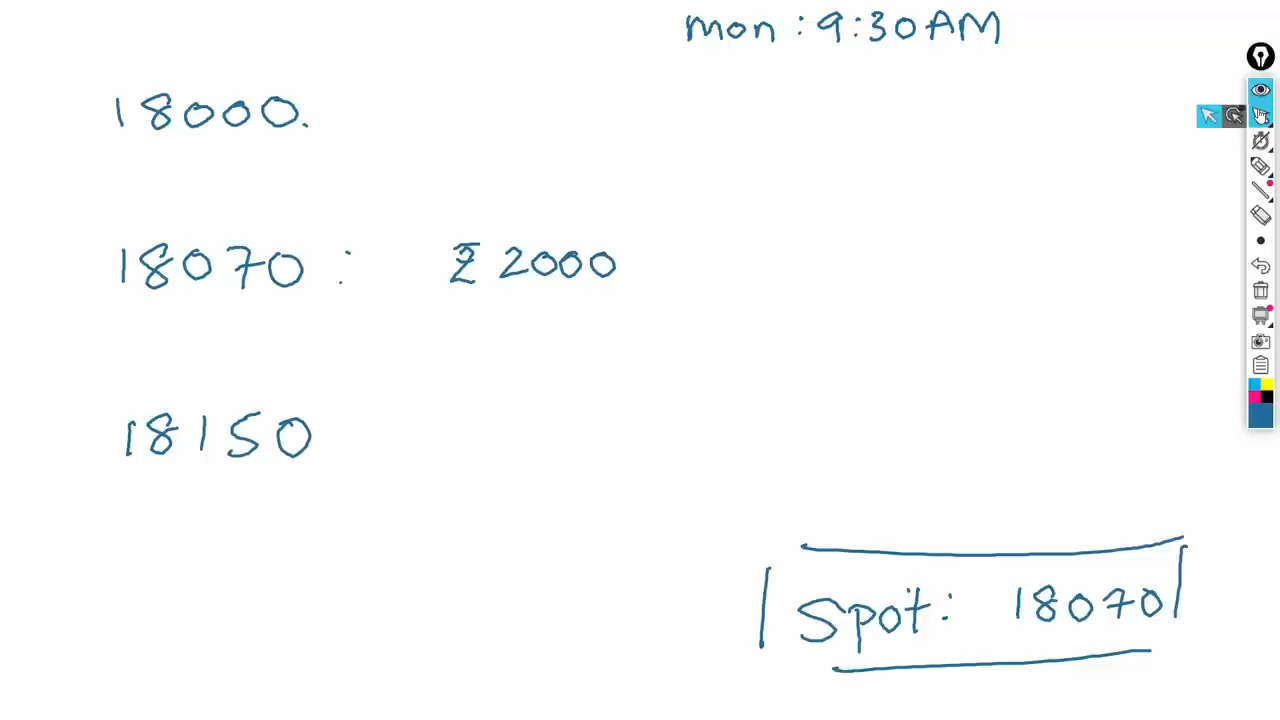 mon : 9:30AM
18000.
18070 : ₹ 2000
18150
Spot: 18070